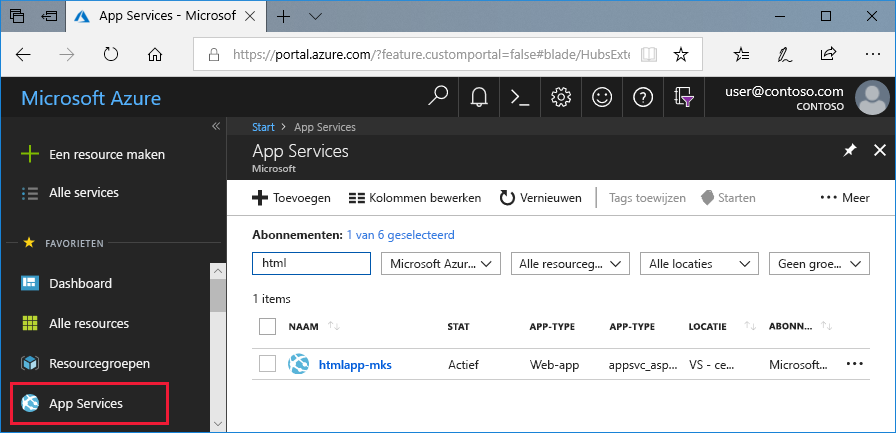 App Services - Microsof
https://portal.azure.com/?feature.customportal=false#blade/HubsExte
Microsoft Azure
user@contoso.com
CONTOSO
Een resource maken
Alle services
FAVORIETEN
Dashboard
Alle resources
Resourcegroepen
App Services
Start > App Services
App Services
Microsoft
Toevoegen Kolommen bewerken Vernieuwen Tags toewijzen Starten ••• Meer
Abonnementen: 1 van 6 geselecteerd
html Microsoft Azur... Alle resourceg... Alle locaties Geen groe...
1 items
NAAM STAT APP-TYPE APP-TYPE LOCATIE ABONN...
htmlapp-mks Actief Web-app appsvc_asp... VS - ce... Microsoft... •••